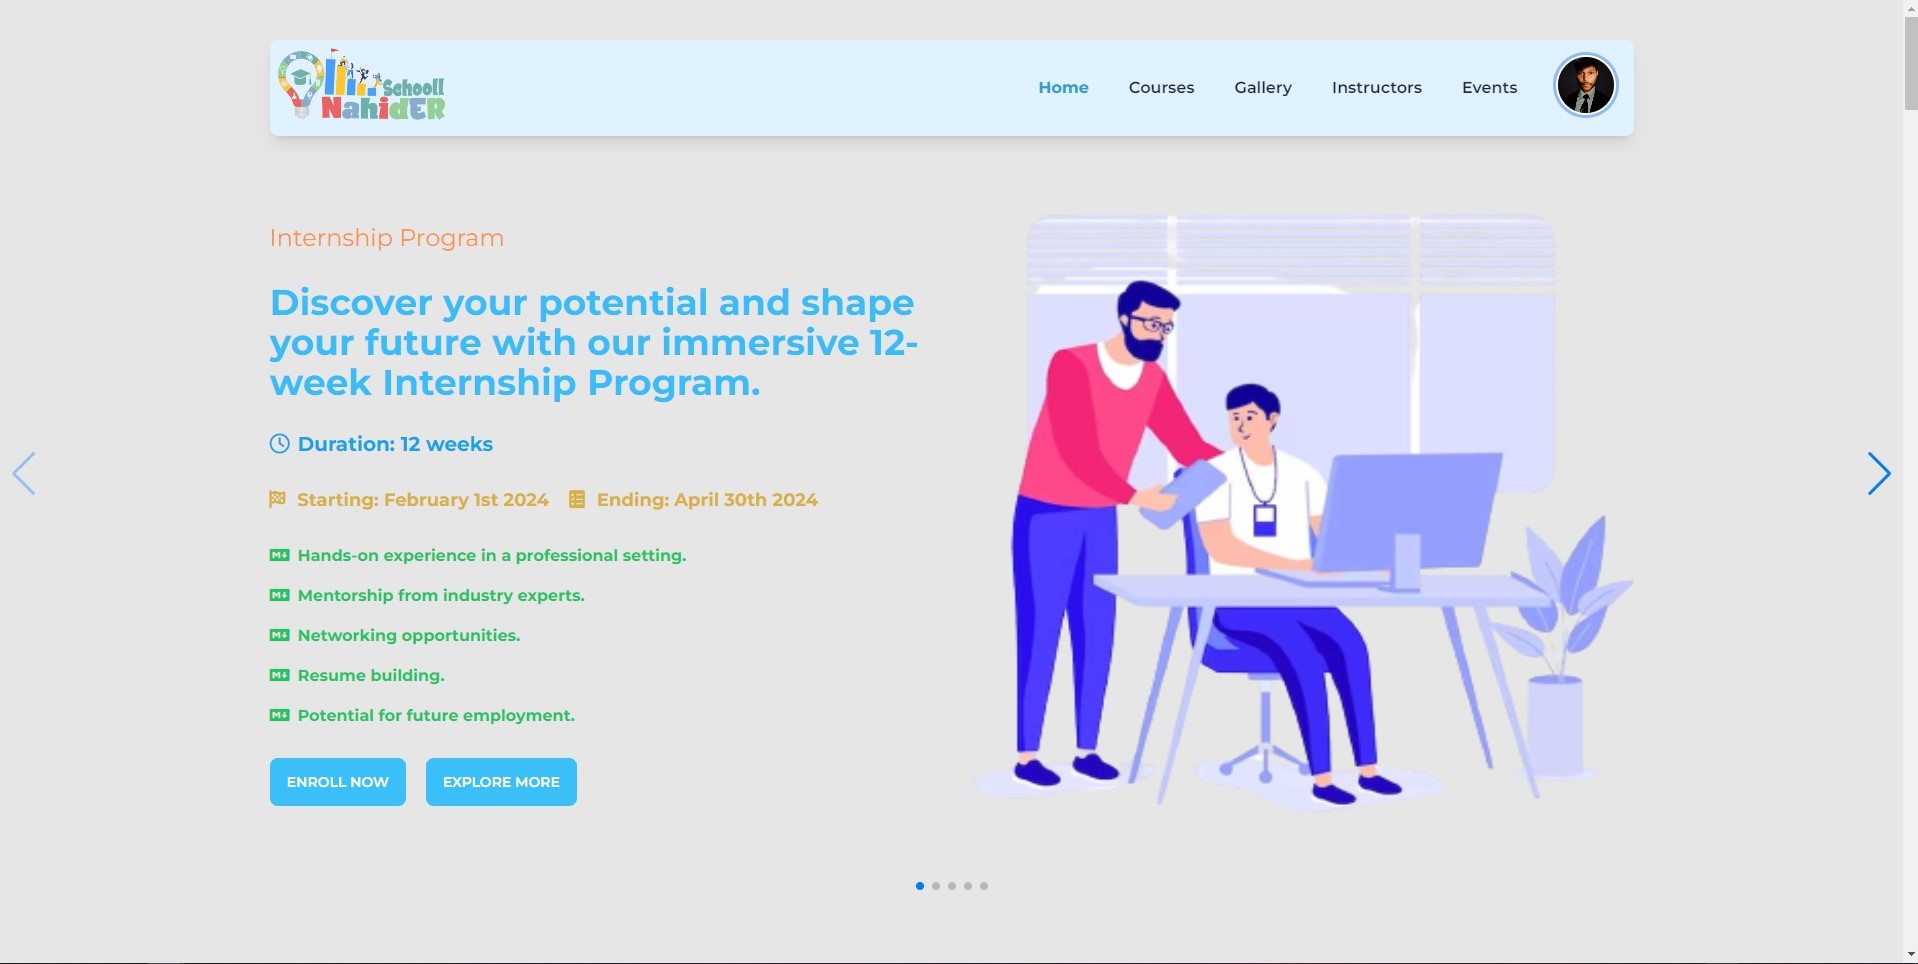 Schooll
NahidER
Home Courses Gallery Instructors Events
Internship Program
Discover your potential and shape
your future with our immersive 12-
week Internship Program.
Duration: 12 weeks
Starting: February 1st 2024 Ending: April 30th 2024
Hands-on experience in a professional setting.
Mentorship from industry experts.
Networking opportunities.
Resume building.
Potential for future employment.
ENROLL NOW EXPLORE MORE